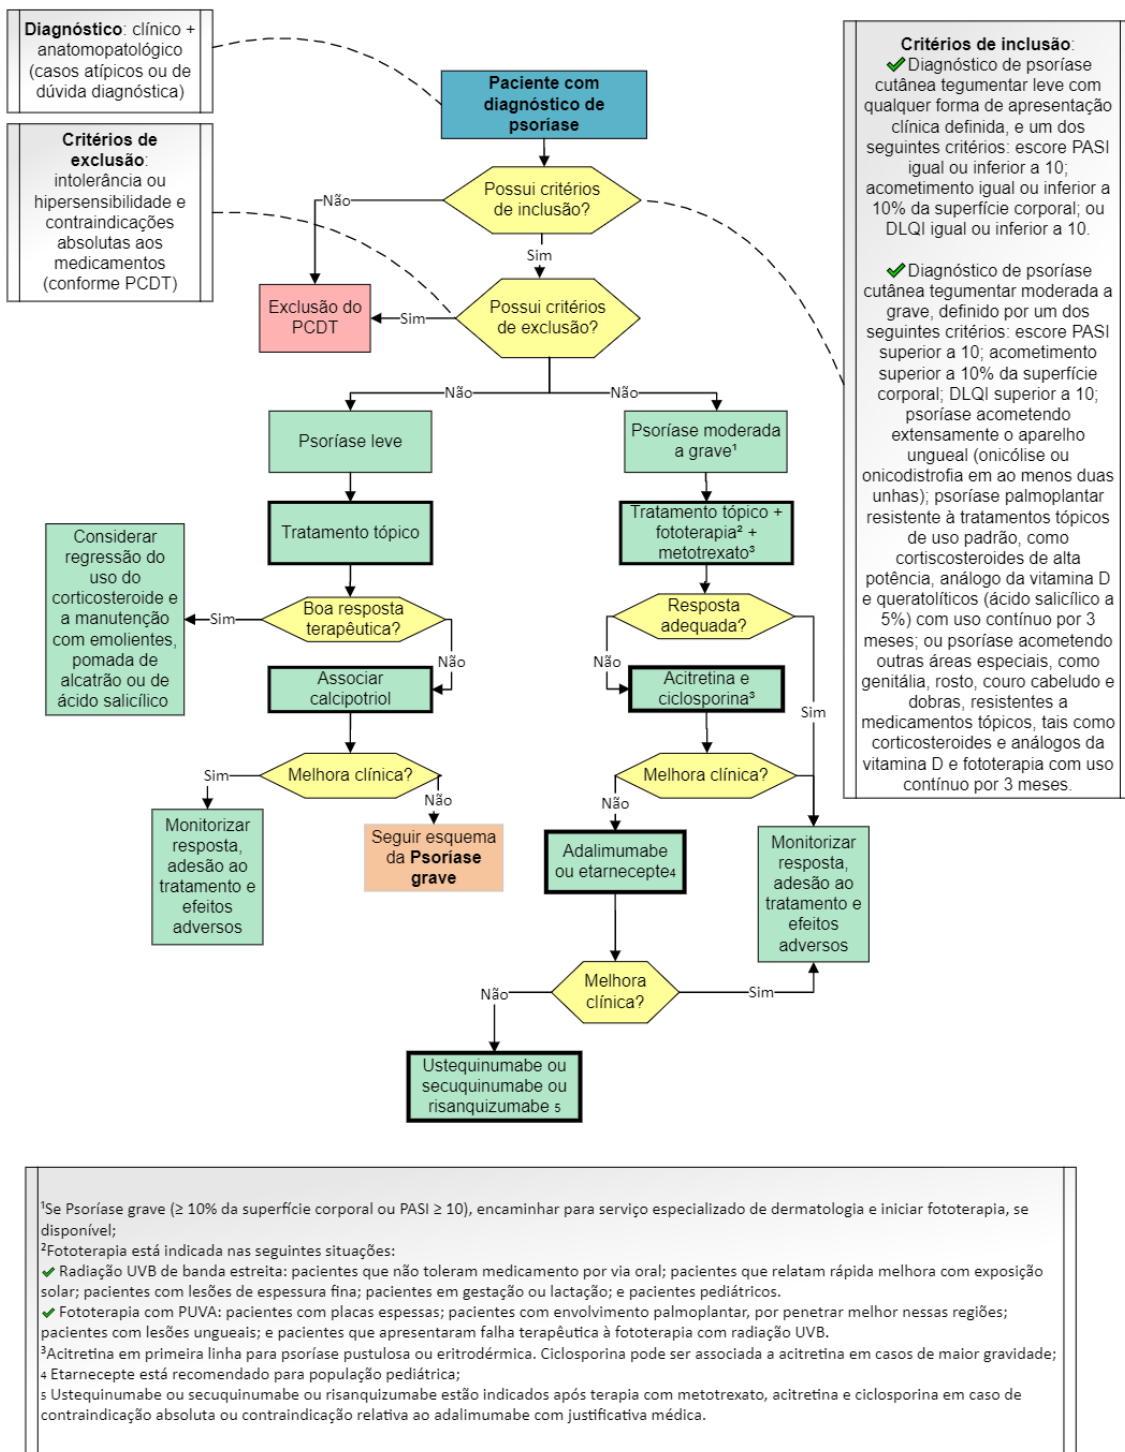 Diagnóstico: clínico +
anatomopatológico
(casos atípicos ou de
dúvida diagnóstica)
Critérios de
exclusão:
intolerância ou
hipersensibilidade e
contraindicações
absolutas aos
medicamentos
(conforme PCDT)
Paciente com
diagnóstico de
psoríase
Possui critérios
de inclusão?
Não
Sim
Exclusão do
PCDT
Sim
Possui critérios
de exclusão?
Critérios de inclusão:
Diagnóstico de psoríase
cutânea tegumentar leve com
qualquer forma de apresentação
clínica definida, e um dos
seguintes critérios: escore PASI
igual ou inferior a 10;
acometimento igual ou inferior a
10% da superfície corporal; ou
DLQI igual ou inferior a 10.
Diagnóstico de psoríase
cutânea tegumentar moderada a
grave, definido por um dos
seguintes critérios: escore PASI
superior a 10; acometimento
superior a 10% da superfície
corporal; DLQI superior a 10;
psoríase acometendo
extensamente o aparelho
ungueal (onicólise ou
onicodistrofia em ao menos duas
unhas); psoríase palmoplantar
resistente à tratamentos tópicos
de uso padrão, como
cortiscosteroides de alta
potência, análogo da vitamina D
e queratolíticos (ácido salicílico a
5%) com uso contínuo por 3
meses; ou psoríase acometendo
outras áreas especiais, como
genitália, rosto, couro cabeludo e
dobras, resistentes a
medicamentos tópicos, tais como
corticosteroides e análogos da
vitamina D e fototerapia com uso
contínuo por 3 meses.
Não
Não
Psoríase leve
Psoríase moderada
a grave¹
Tratamento tópico
Tratamento tópico +
fototerapia² +
metotrexato³
Considerar
regressão do
uso do
corticosteroide e
a manutenção
com emolientes,
pomada de
alcatrão ou de
ácido salicílico
Sim
Boa resposta
terapêutica?
Não
Resposta
adequada?
Não
Sim
Associar
calcipotriol
Acitretina e
ciclosporina³
Sim
Melhora clínica?
Não
Melhora clínica?
Não
Monitorizar
resposta,
adesão ao
tratamento e
efeitos
adversos
Seguir esquema
da Psoríase
grave
Adalimumabe
ou etarnecepte4
Monitorizar
resposta,
adesão ao
tratamento e
efeitos
adversos
Melhora
clínica?
Não
Sim
Ustequinumabe ou
secuquinumabe ou
risanquizumabe 5
¹Se Psoríase grave (≥ 10% da superfície corporal ou PASI ≥ 10), encaminhar para serviço especializado de dermatologia e iniciar fototerapia, se
disponível;
²Fototerapia está indicada nas seguintes situações:
Radiação UVB de banda estreita: pacientes que não toleram medicamento por via oral; pacientes que relatam rápida melhora com exposição
solar; pacientes com lesões de espessura fina; pacientes em gestação ou lactação; e pacientes pediátricos.
Fototerapia com PUVA: pacientes com placas espessas; pacientes com envolvimento palmoplantar, por penetrar melhor nessas regiões;
pacientes com lesões ungueais; e pacientes que apresentaram falha terapêutica à fototerapia com radiação UVB.
³Acitretina em primeira linha para psoríase pustulosa ou eritrodérmica. Ciclosporina pode ser associada a acitretina em casos de maior gravidade;
4 Etarnecepte está recomendado para população pediátrica;
5 Ustequinumabe ou secuquinumabe ou risanquizumabe estão indicados após terapia com metotrexato, acitretina e ciclosporina em caso de
contraindicação absoluta ou contraindicação relativa ao adalimumabe com justificativa médica.